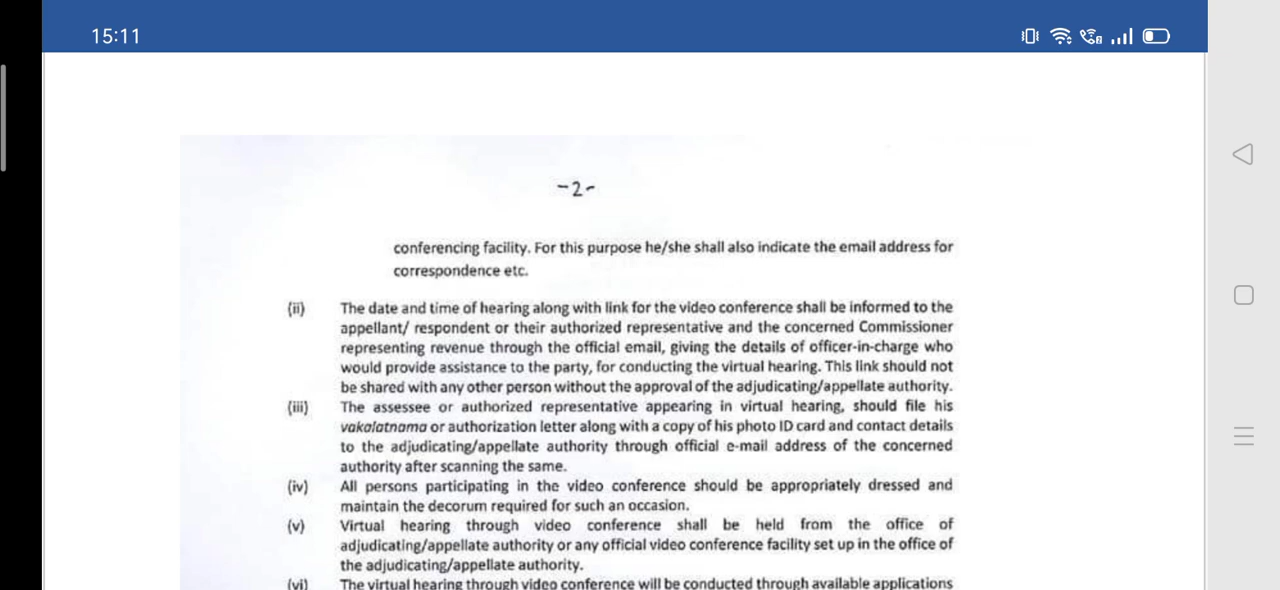 15:11
-2-
conferencing facility. For this purpose he/she shall also indicate the email address for
correspondence etc.
(ii) The date and time of hearing along with link for the video conference shall be informed to the
appellant/ respondent or their authorized representative and the concerned Commissioner
representing revenue through the official email, giving the details of officer-in-charge who
would provide assistance to the party, for conducting the virtual hearing. This link should not
be shared with any other person without the approval of the adjudicating/appellate authority.
(iii) The assessee or authorized representative appearing in virtual hearing, should file his
vakalatnama or authorization letter along with a copy of his photo ID card and contact details
to the adjudicating/appellate authority through official e-mail address of the concerned
authority after scanning the same.
(iv) All persons participating in the video conference should be appropriately dressed and
maintain the decorum required for such an occasion.
(v) Virtual hearing through video conference shall be held from the office of
adjudicating/appellate authority or any official video conference facility set up in the office of
the adjudicating/appellate authority.
(vi) The virtual hearing through video conference will be conducted through available applications